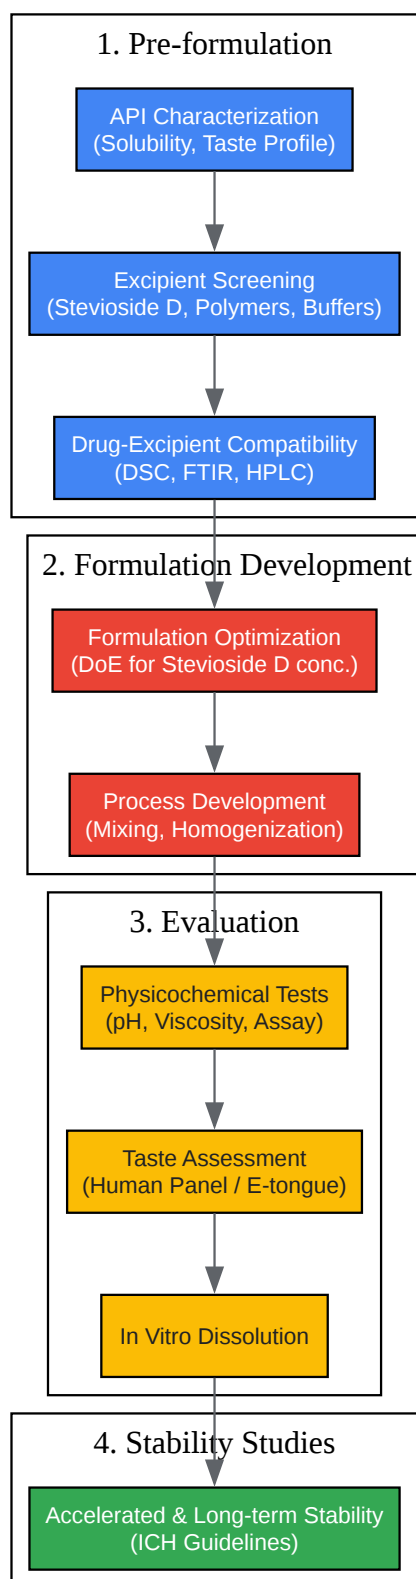 1. Pre-formulation
API Characterization
(Solubility, Taste Profile)
Excipient Screening
(Stevioside D, Polymers, Buffers)
Drug-Excipient Compatibility
(DSC, FTIR, HPLC)
2. Formulation Development
Formulation Optimization
(DoE for Stevioside D conc.)
Process Development
(Mixing, Homogenization)
3. Evaluation
Physicochemical Tests
(pH, Viscosity, Assay)
Taste Assessment
(Human Panel / E-tongue)
In Vitro Dissolution
4. Stability Studies
Accelerated & Long-term Stability
(ICH Guidelines)